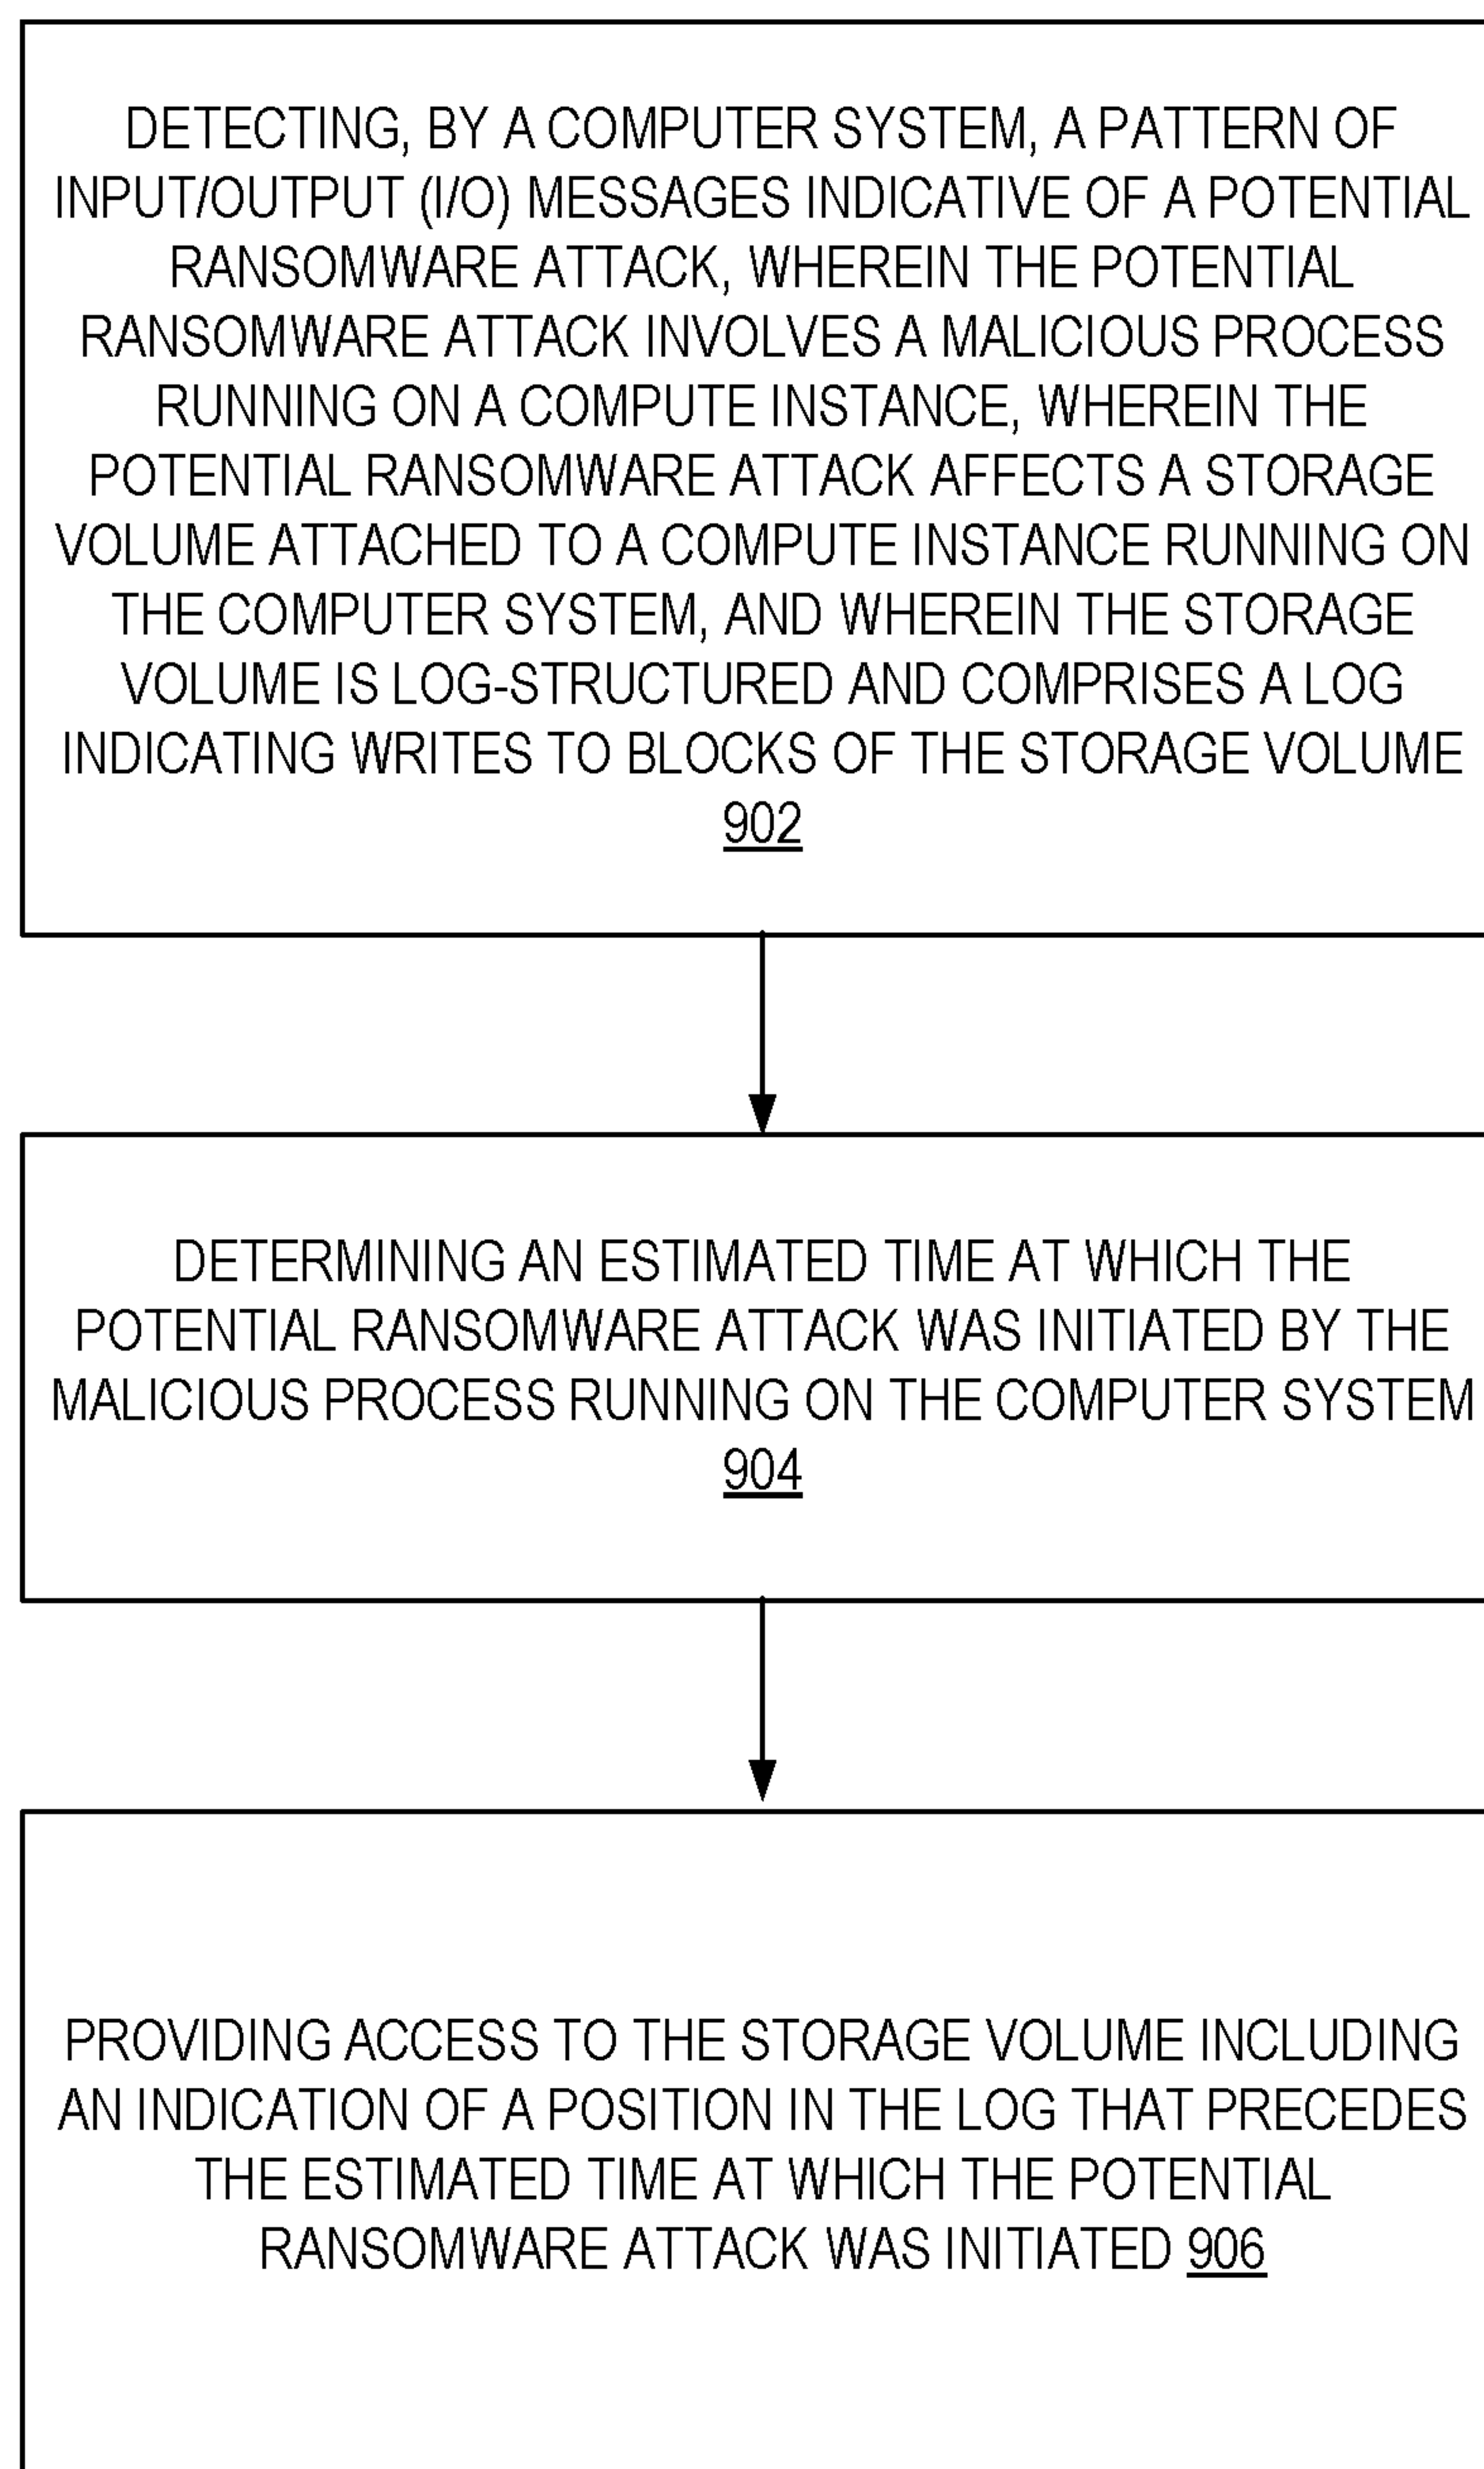 DETECTING, BY A COMPUTER SYSTEM, A PATTERN OF
INPUT/OUTPUT (I/O) MESSAGES INDICATIVE OF A POTENTIAL
RANSOMWARE ATTACK, WHEREIN THE POTENTIAL
RANSOMWARE ATTACK INVOLVES A MALICIOUS PROCESS
RUNNING ON A COMPUTE INSTANCE, WHEREIN THE
POTENTIAL RANSOMWARE ATTACK AFFECTS A STORAGE
VOLUME ATTACHED TO A COMPUTE INSTANCE RUNNING ON
THE COMPUTER SYSTEM, AND WHEREIN THE STORAGE
VOLUME IS LOG-STRUCTURED AND COMPRISES A LOG
INDICATING WRITES TO BLOCKS OF THE STORAGE VOLUME
902
DETERMINING AN ESTIMATED TIME AT WHICH THE
POTENTIAL RANSOMWARE ATTACK WAS INITIATED BY THE
MALICIOUS PROCESS RUNNING ON THE COMPUTER SYSTEM
904
PROVIDING ACCESS TO THE STORAGE VOLUME INCLUDING
AN INDICATION OF A POSITION IN THE LOG THAT PRECEDES
THE ESTIMATED TIME AT WHICH THE POTENTIAL
RANSOMWARE ATTACK WAS INITIATED 906